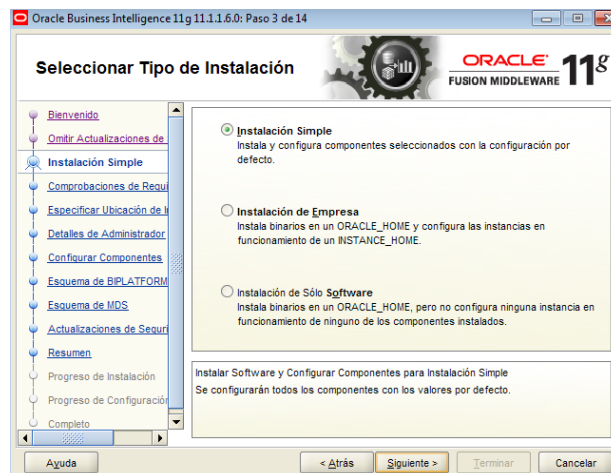 Oracle Business Intelligence 11g 11.1.1.6.0: Paso 3 de 14
Seleccionar Tipo de Instalación
ORACLE
FUSION MIDDLEWARE 11g
Bienvenido
Omitir Actualizaciones de
Instalación Simple
Comprobaciones de Requi
Especificar Ubicación de I
Detalles de Administrador
Configurar Componentes
Esquema de BIPLATFORM
Esquema de MDS
Actualizaciones de Seguri
Resumen
Progreso de Instalación
Progreso de Configuración
Completo
Instalación Simple
Instala y configura componentes seleccionados con la configuración por
defecto.
Instalación de Empresa
Instala binarios en un ORACLE_HOME y configura las instancias en
funcionamiento de un INSTANCE_HOME.
Instalación de Sólo Software
Instala binarios en un ORACLE_HOME, pero no configura ninguna instancia en
funcionamiento de ninguno de los componentes instalados.
Instalar Software y Configurar Componentes para Instalación Simple
Se configurarán todos los componentes con los valores por defecto.
Ayuda
< Atrás
Siguiente >
Terminar
Cancelar